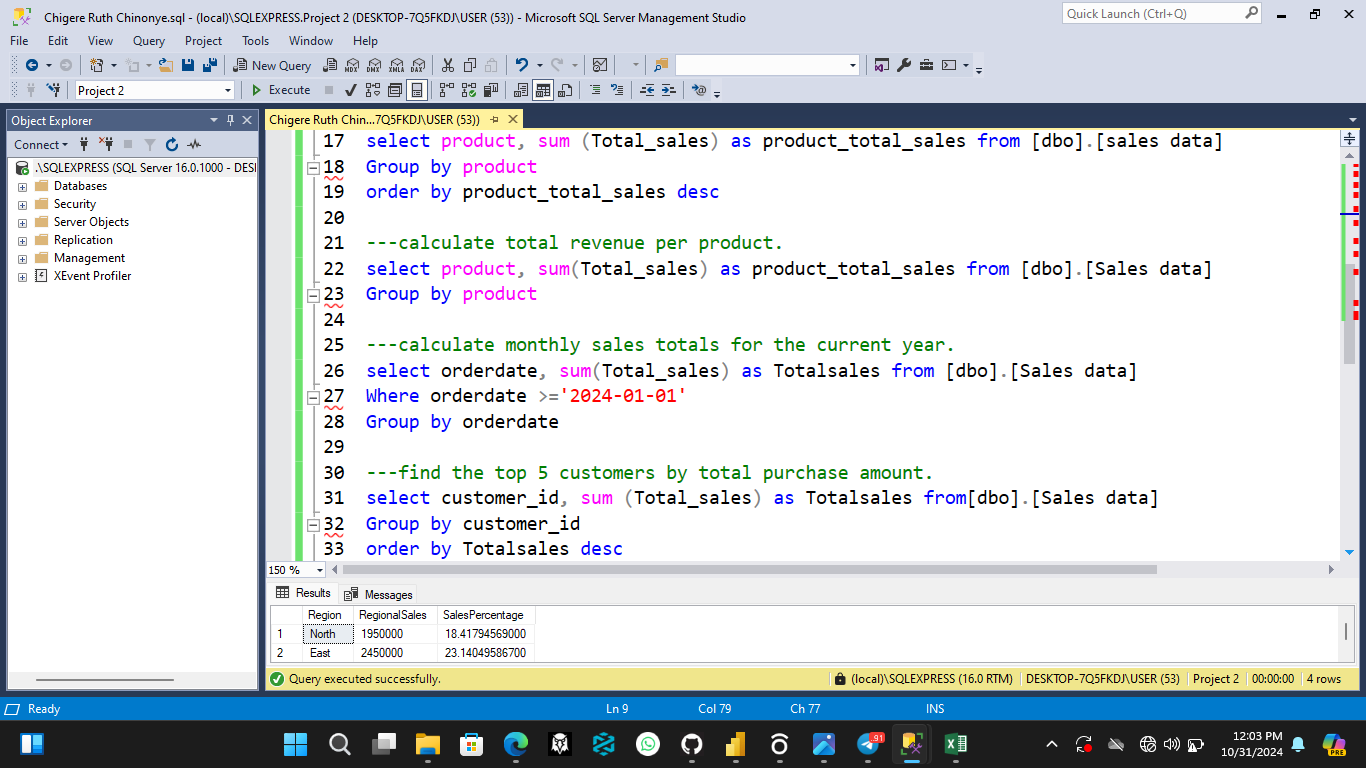 Chigere Ruth Chinonye.sql - (local)\SQLEXPRESS.Project 2 (DESKTOP-7Q5FKDJ\USER (53)) - Microsoft SQL Server Management Studio
Quick Launch (Ctrl+Q)
File Edit View Query Project Tools Window Help
New Query MDX DMX XMLA DAX
Project 2 Execute
Object Explorer
Connect
.\SQLEXPRESS (SQL Server 16.0.1000 - DESI
Databases
Security
Server Objects
Replication
Management
XEvent Profiler
Chigere Ruth Chin...7Q5FKDJ\USER (53))
17 select product, sum (Total_sales) as product_total_sales from [dbo].[sales data]
18 Group by product
19 order by product_total_sales desc
20
21 ---calculate total revenue per product.
22 select product, sum(Total_sales) as product_total_sales from [dbo].[Sales data]
23 Group by product
24
25 ---calculate monthly sales totals for the current year.
26 select orderdate, sum(Total_sales) as Totalsales from [dbo].[Sales data]
27 Where orderdate >='2024-01-01'
28 Group by orderdate
29
30 ---find the top 5 customers by total purchase amount.
31 select customer_id, sum (Total_sales) as Totalsales from[dbo].[Sales data]
32 Group by customer_id
33 order by Totalsales desc
150 %
Results Messages
Region RegionalSales SalesPercentage
1 North 1950000 18.41794569000
2 East 2450000 23.14049586700
Query executed successfully.
(local)\SQLEXPRESS (16.0 RTM) DESKTOP-7Q5FKDJ\USER (53) Project 2 00:00:00 4 rows
Ready Ln 9 Col 79 Ch 77 INS
91
12:03 PM
10/31/2024
PRE